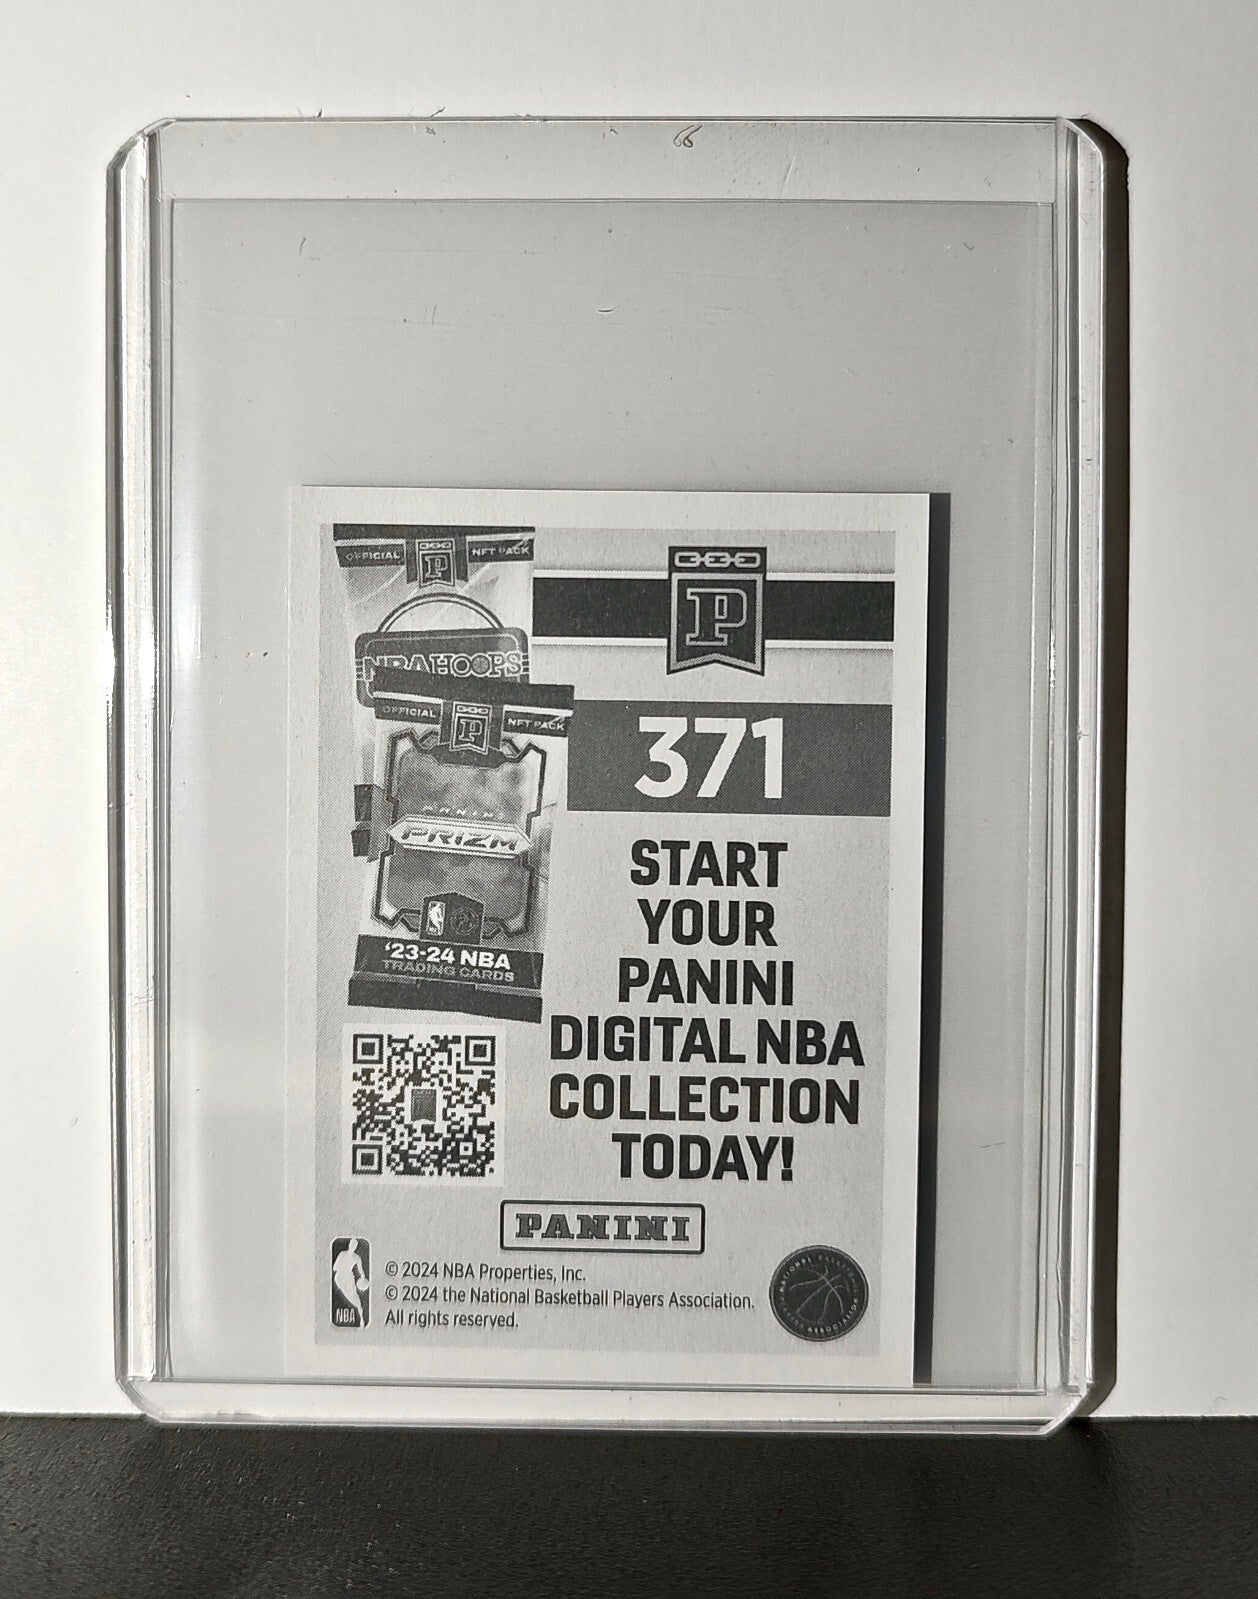 OFFICIAL P NFT PACK
NBA HOOPS
OFFICIAL P NFT PACK
PANINI
PRIZM
'23-24 NBA
TRADING CARDS
P
371
START
YOUR
PANINI
DIGITAL NBA
COLLECTION
TODAY!
PANINI
NBA
© 2024 NBA Properties, Inc.
© 2024 the National Basketball Players Association.
All rights reserved.